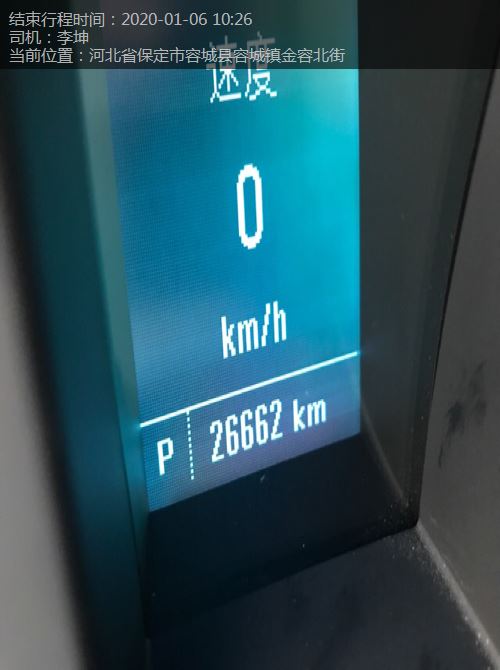 结束行程时间：2020-01-06 10:26
司机：李坤
当前位置：河北省保定市容城县容城镇金容北街
速度
0
km/h
P 26662 km